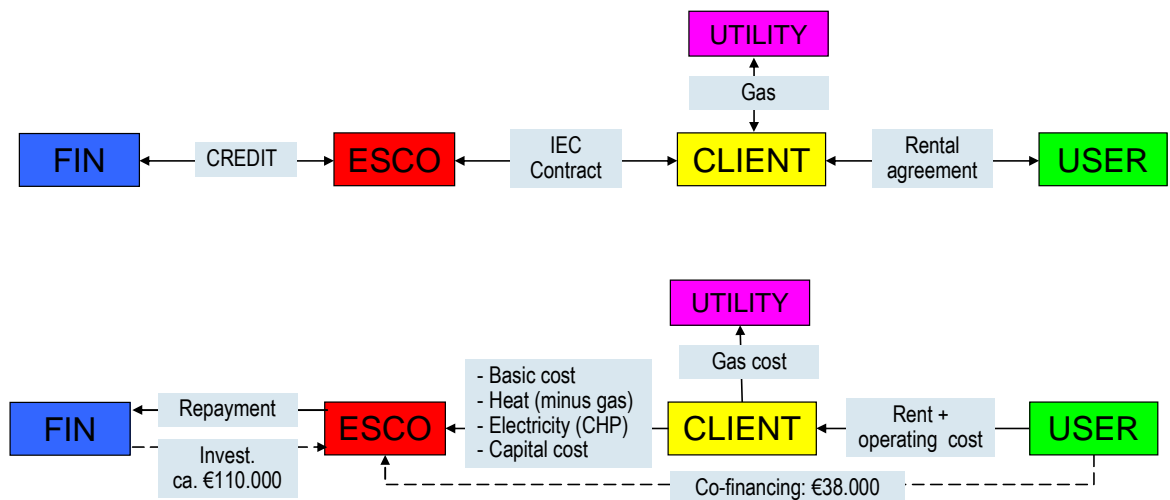 UTILITY
Gas
FIN
CREDIT
ESCO
IEC
Contract
CLIENT
Rental
agreement
USER
UTILITY
Gas cost
- Basic cost
- Heat (minus gas)
- Electricity (CHP)
- Capital cost
FIN
Repayment
ESCO
CLIENT
Rent +
operating cost
USER
Invest.
ca. €110.000
Co-financing: €38.000